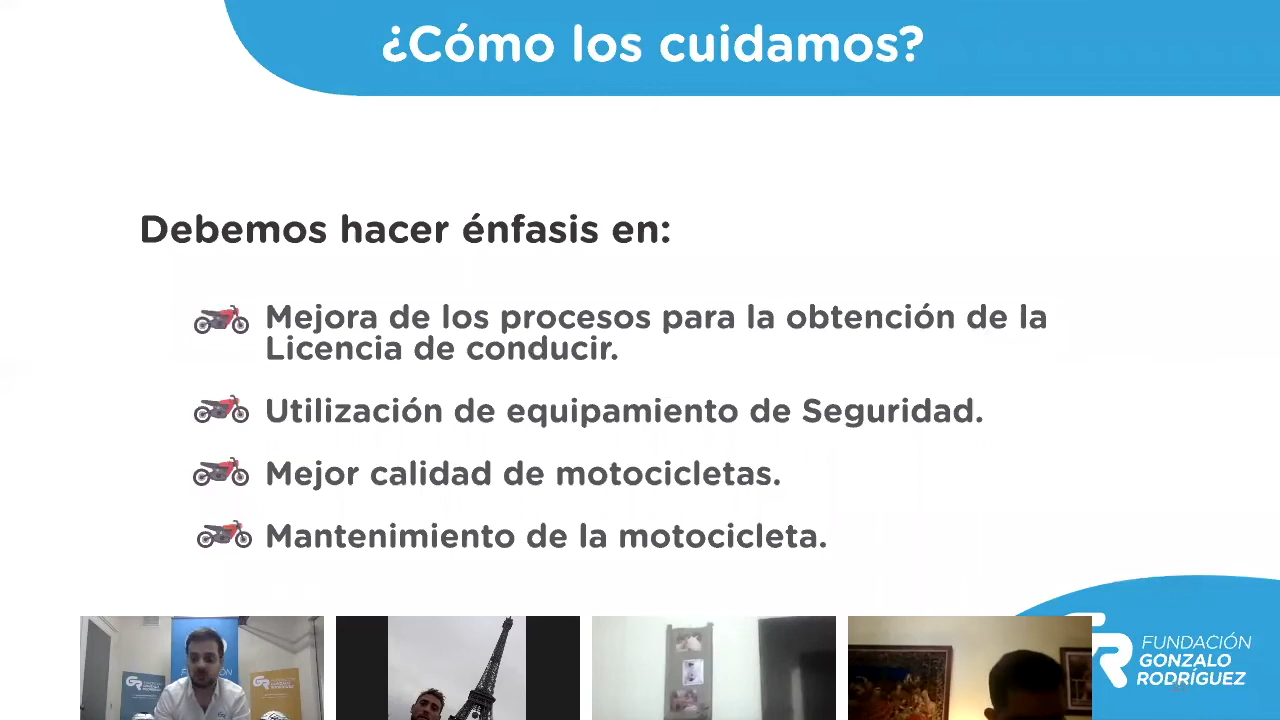 ¿Cómo los cuidamos?
Debemos hacer énfasis en:
Mejora de los procesos para la obtención de la
Licencia de conducir.
Utilización de equipamiento de Seguridad.
Mejor calidad de motocicletas.
Mantenimiento de la motocicleta.
FUNDACIÓN
GONZALO
RODRÍGUEZ